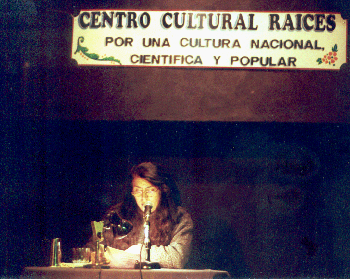 CENTRO CULTURAL RAICES
POR UNA CULTURA NACIONAL,
CIENTIFICA Y POPULAR